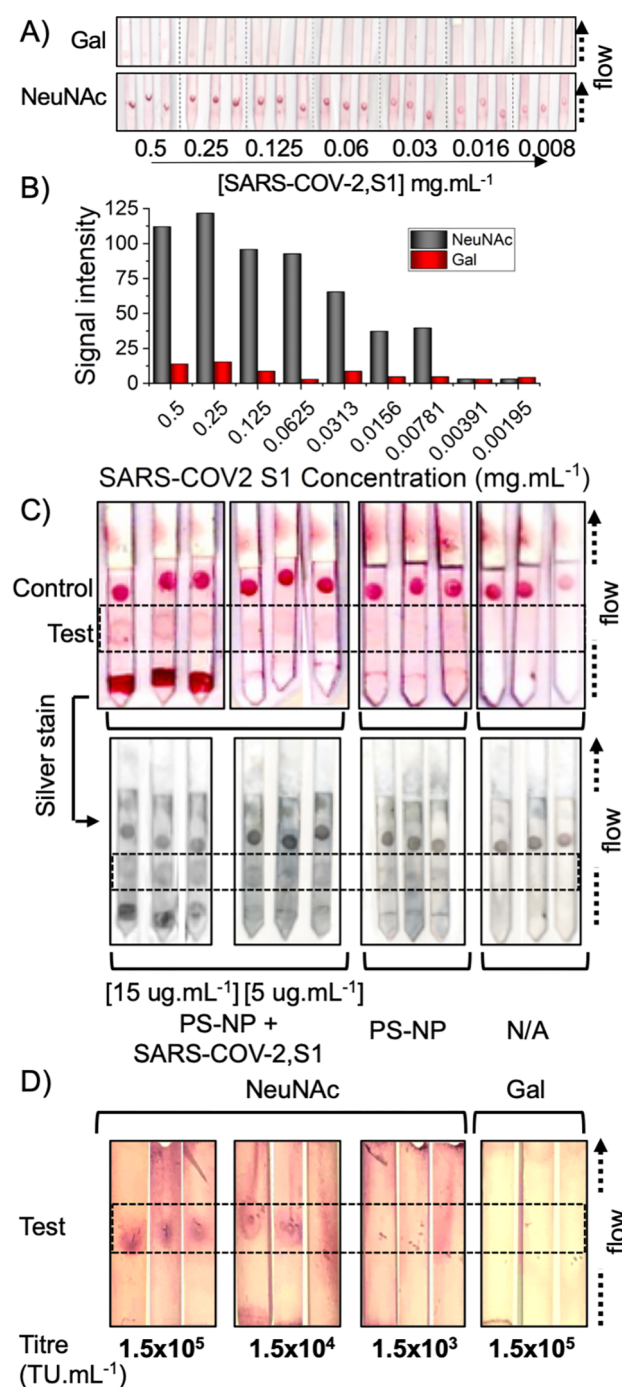 A)
Gal
NeuNAc
flow
0.5 0.25 0.125 0.06 0.03 0.016 0.008
[SARS-COV-2,S1] mg.mL⁻¹
B)
Signal intensity
125
100
75
50
25
0
NeuNAc
Gal
0.5 0.25 0.125 0.0625 0.0313 0.0156 0.00781 0.00391 0.00195
SARS-COV2 S1 Concentration (mg.mL⁻¹)
C)
Control
Test
flow
Silver stain
flow
[15 ug.mL⁻¹] [5 ug.mL⁻¹]
PS-NP + PS-NP N/A
SARS-COV-2,S1
D)
NeuNAc Gal
Test
flow
Titre 1.5x10⁵ 1.5x10⁴ 1.5x10³ 1.5x10⁵
(TU.mL⁻¹)